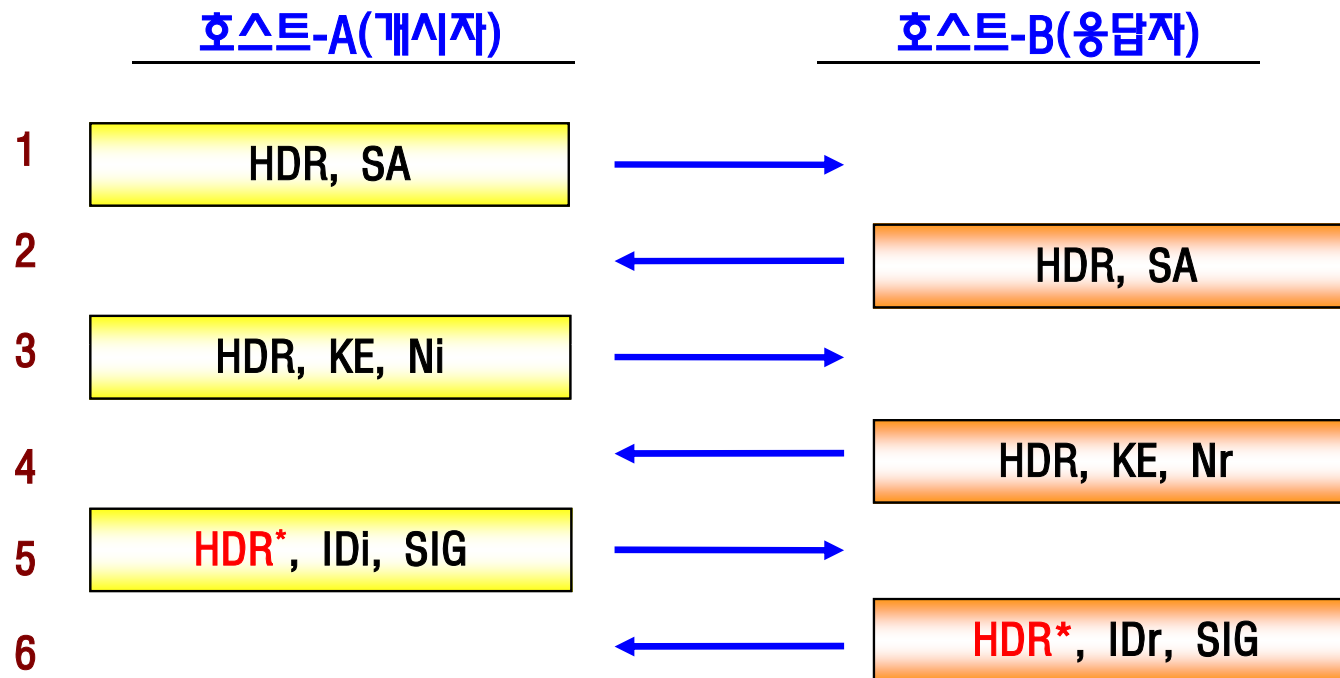 호스트-A(개시자) 호스트-B(응답자)
1 HDR, SA
2 HDR, SA
3 HDR, KE, Ni
4 HDR, KE, Nr
5 HDR*, IDi, SIG
6 HDR*, IDr, SIG